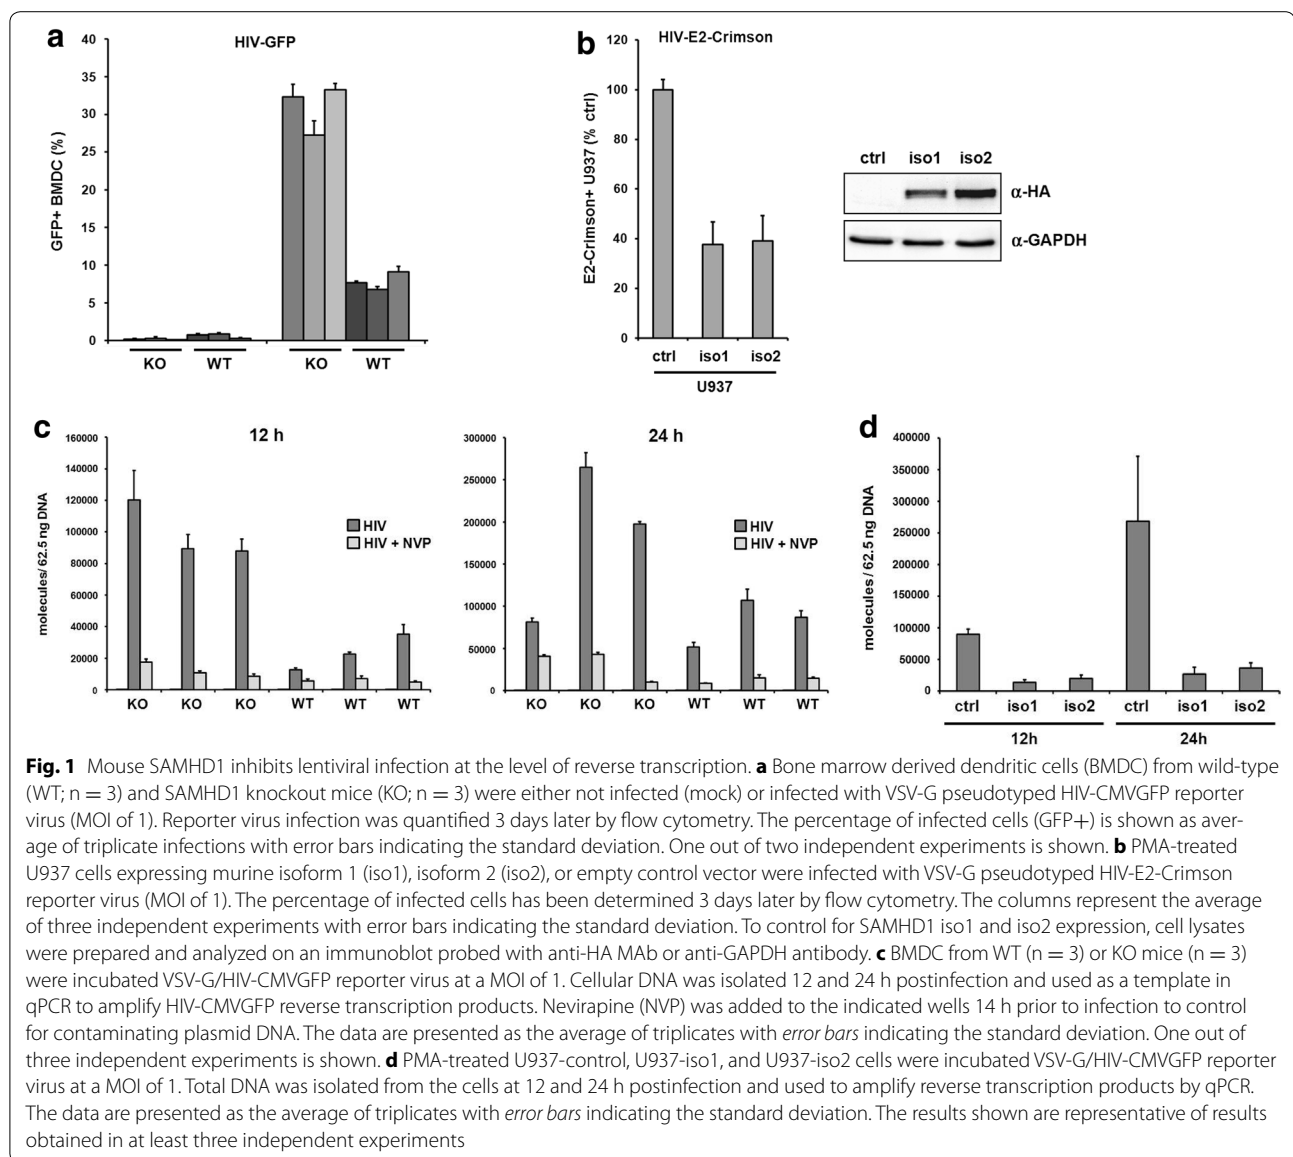 a
HIV-GFP
GFP+ BMDC (%)
40
35
30
25
20
15
10
5
0
KO
WT
KO
WT
b
HIV-E2-Crimson
E2-Crimson+ U937 (% ctrl)
120
100
80
60
40
20
0
ctrl
iso1
iso2
U937
ctrl
iso1
iso2
α-HA
α-GAPDH
c
12 h
molecules/ 62.5 ng DNA
160000
140000
120000
100000
80000
60000
40000
20000
0
HIV
HIV + NVP
KO
KO
KO
WT
WT
WT
24 h
300000
250000
200000
150000
100000
50000
0
HIV
HIV + NVP
KO
KO
KO
WT
WT
WT
d
molecules/ 62.5 ng DNA
400000
350000
300000
250000
200000
150000
100000
50000
0
ctrl
iso1
iso2
ctrl
iso1
iso2
12h
24h
Fig. 1 Mouse SAMHD1 inhibits lentiviral infection at the level of reverse transcription. a Bone marrow derived dendritic cells (BMDC) from wild-type
(WT; n = 3) and SAMHD1 knockout mice (KO; n = 3) were either not infected (mock) or infected with VSV-G pseudotyped HIV-CMVGFP reporter
virus (MOI of 1). Reporter virus infection was quantified 3 days later by flow cytometry. The percentage of infected cells (GFP+) is shown as aver-
age of triplicate infections with error bars indicating the standard deviation. One out of two independent experiments is shown. b PMA-treated
U937 cells expressing murine isoform 1 (iso1), isoform 2 (iso2), or empty control vector were infected with VSV-G pseudotyped HIV-E2-Crimson
reporter virus (MOI of 1). The percentage of infected cells has been determined 3 days later by flow cytometry. The columns represent the average
of three independent experiments with error bars indicating the standard deviation. To control for SAMHD1 iso1 and iso2 expression, cell lysates
were prepared and analyzed on an immunoblot probed with anti-HA MAb or anti-GAPDH antibody. c BMDC from WT (n = 3) or KO mice (n = 3)
were incubated VSV-G/HIV-CMVGFP reporter virus at a MOI of 1. Cellular DNA was isolated 12 and 24 h postinfection and used as a template in
qPCR to amplify HIV-CMVGFP reverse transcription products. Nevirapine (NVP) was added to the indicated wells 14 h prior to infection to control
for contaminating plasmid DNA. The data are presented as the average of triplicates with error bars indicating the standard deviation. One out of
three independent experiments is shown. d PMA-treated U937-control, U937-iso1, and U937-iso2 cells were incubated VSV-G/HIV-CMVGFP reporter
virus at a MOI of 1. Total DNA was isolated from the cells at 12 and 24 h postinfection and used to amplify reverse transcription products by qPCR.
The data are presented as the average of triplicates with error bars indicating the standard deviation. The results shown are representative of results
obtained in at least three independent experiments